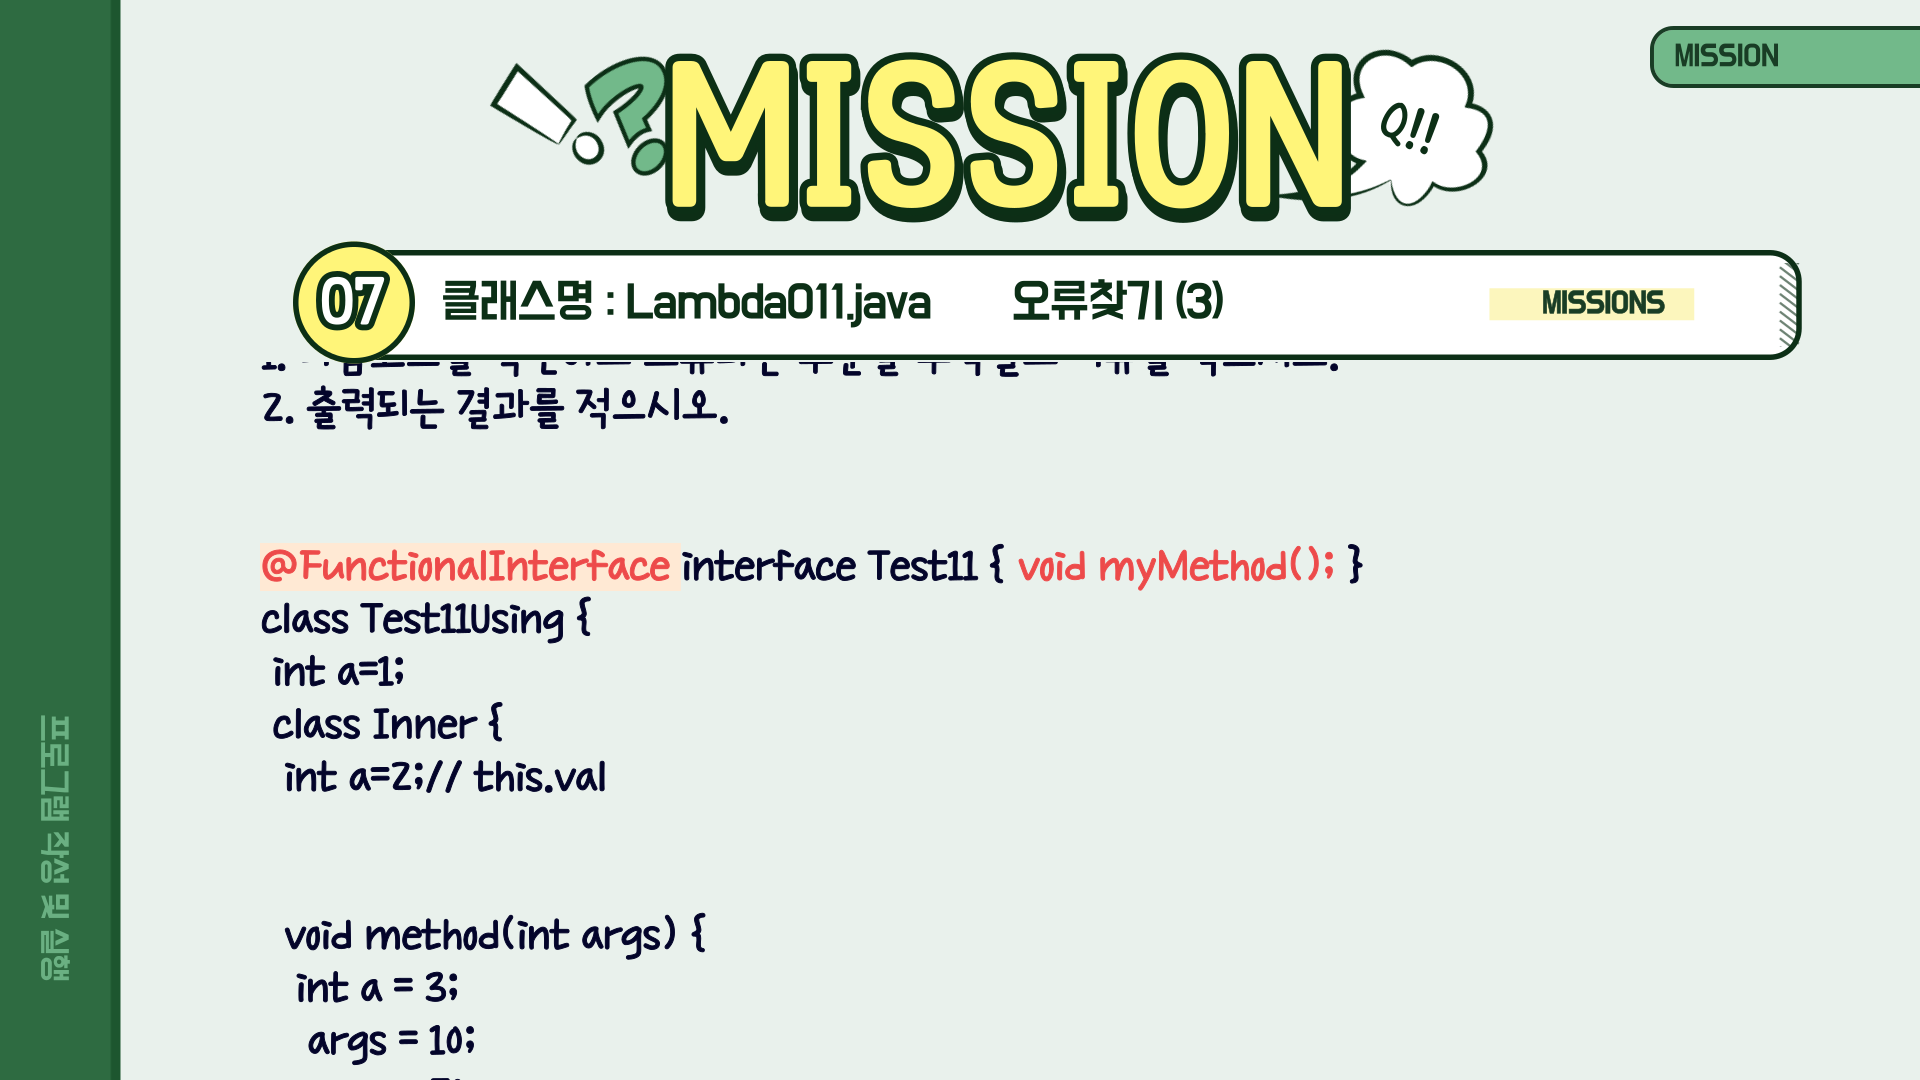 MISSION
MISSION
Q!!
07 클래스명 : Lambda011.java 오류찾기 (3) MISSIONS
2. 출력되는 결과를 적으시오.
@FunctionalInterface interface Test11 { void myMethod(); }
class Test11Using {
int a=1;
class Inner {
int a=2;// this.val
void method(int args) {
int a = 3;
args = 10;
프로그램 작성 및 실행